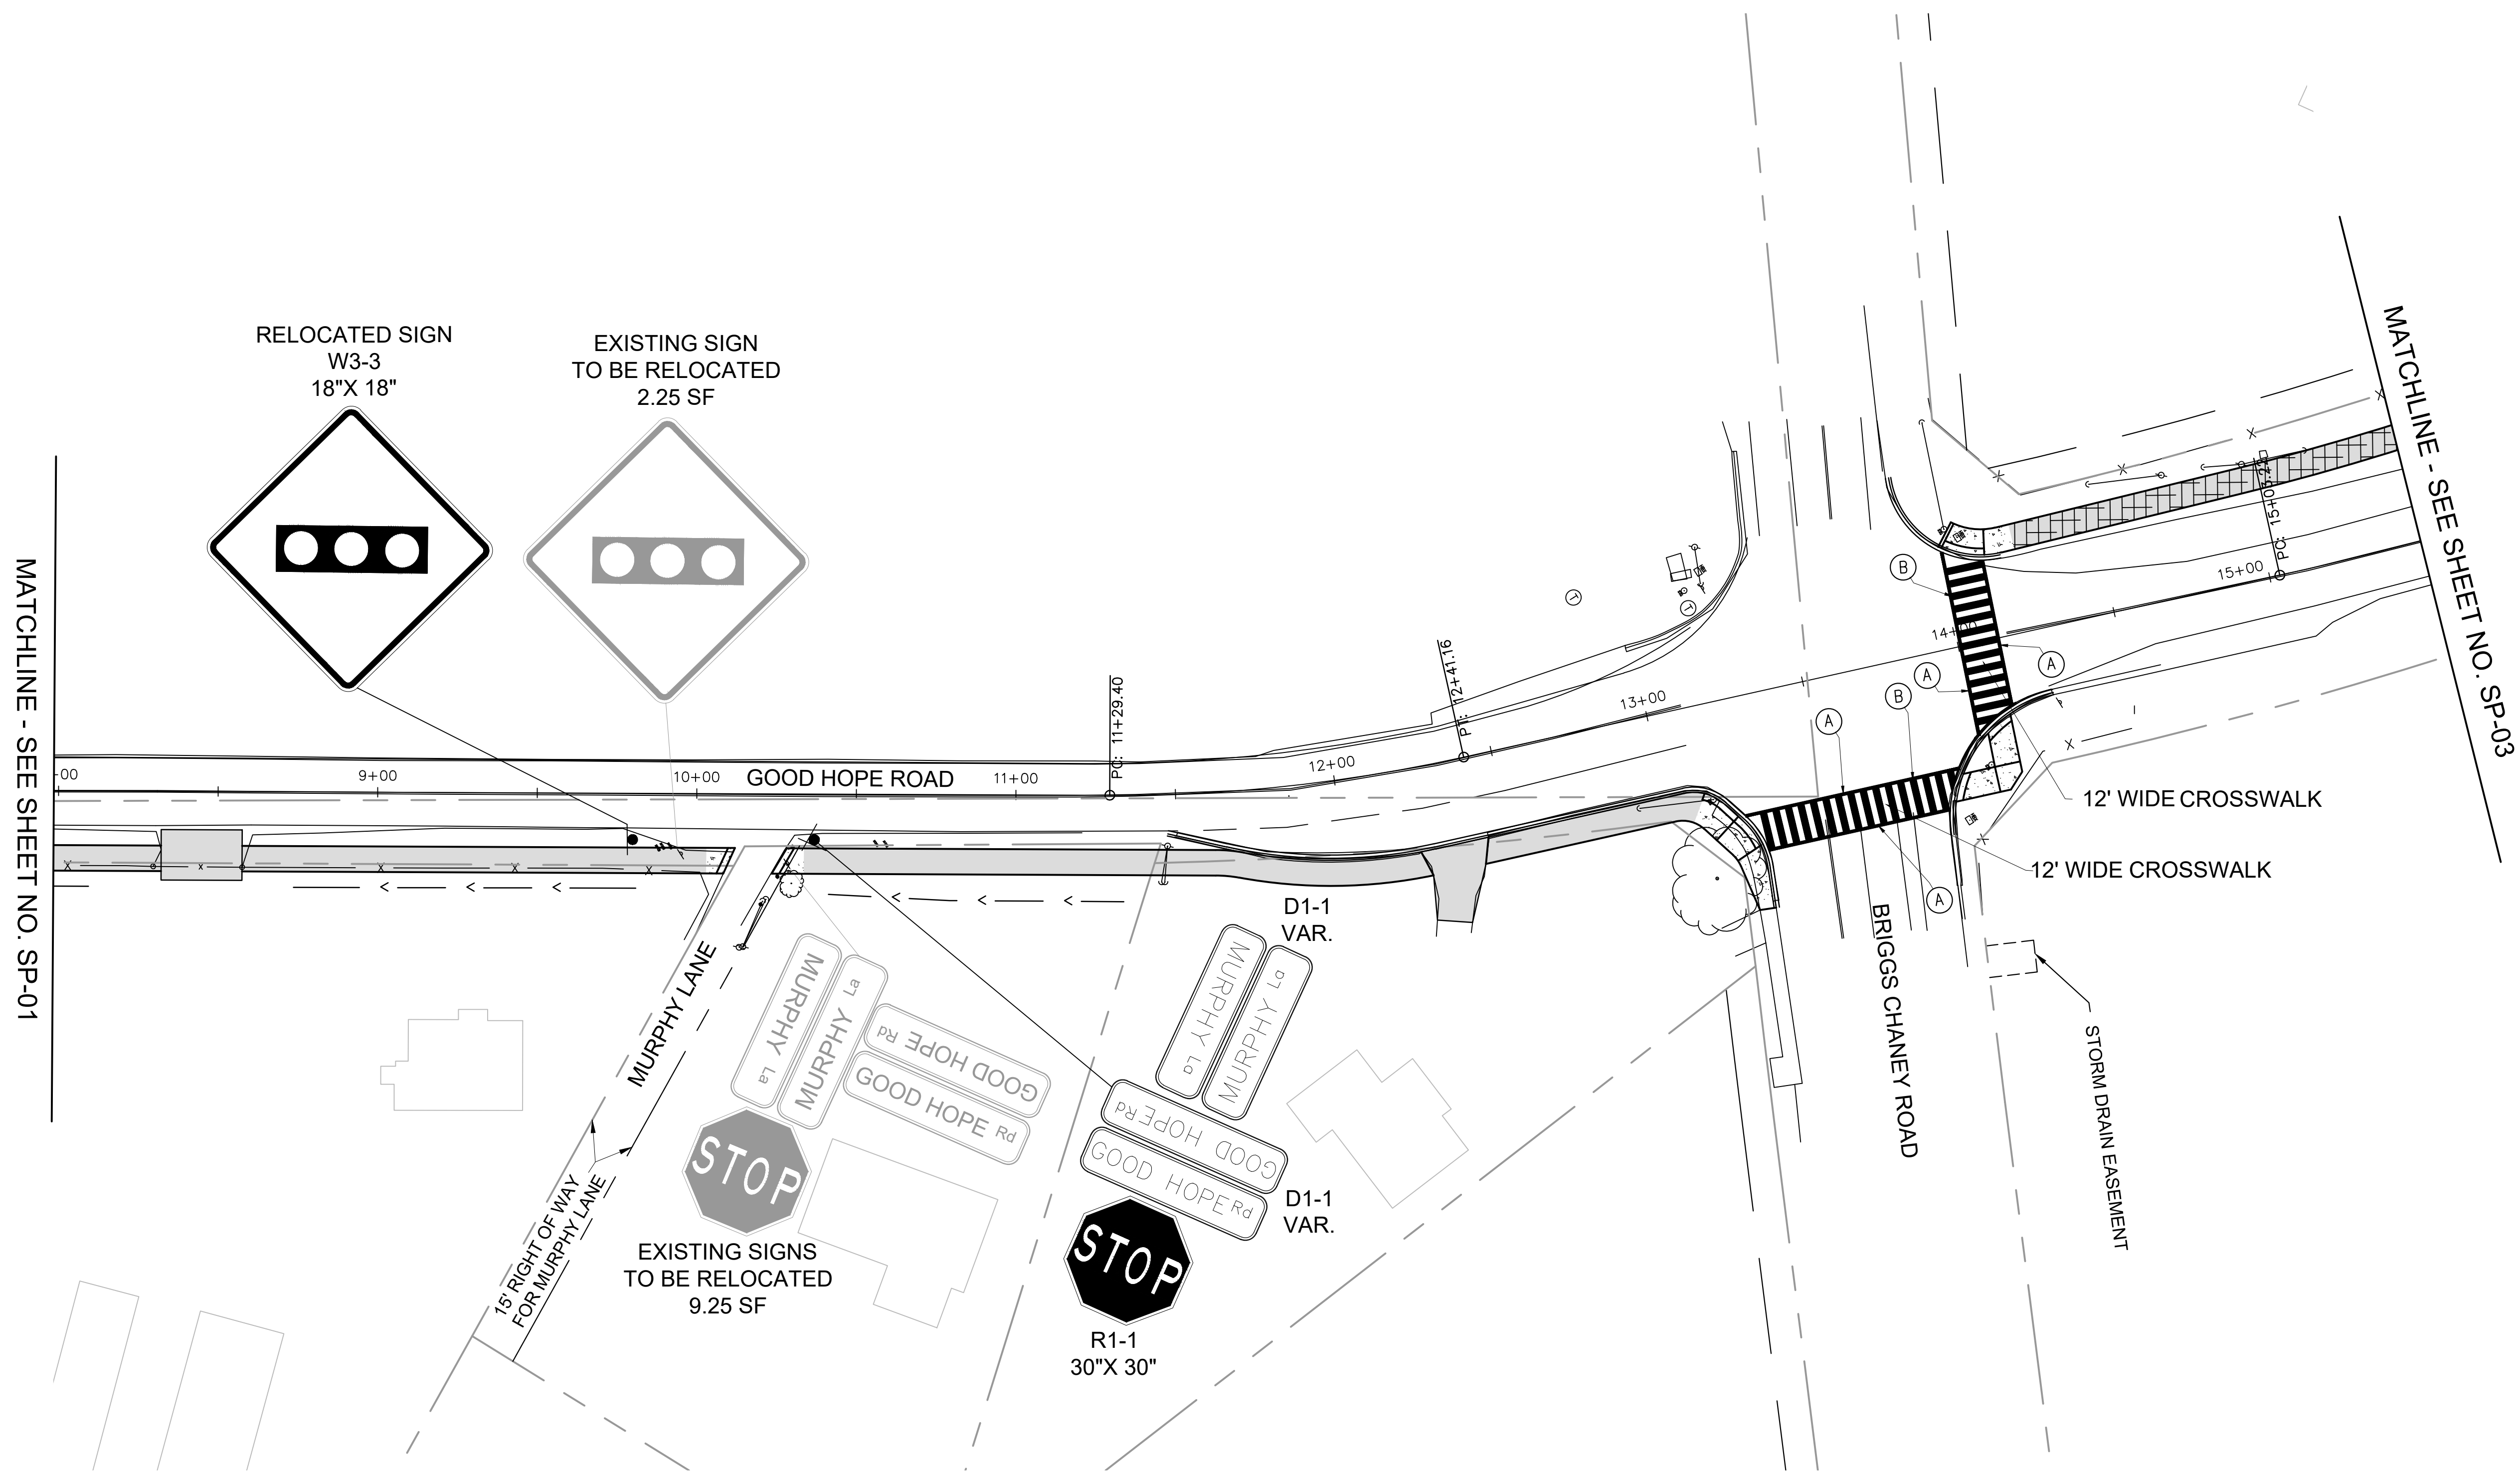 RELOCATED SIGN
W3-3
18"X 18"
EXISTING SIGN
TO BE RELOCATED
2.25 SF
MATCHLINE - SEE SHEET NO. SP-01
MATCHLINE - SEE SHEET NO. SP-03
-00
9+00
10+00
GOOD HOPE ROAD
11+00
PC: 11+29.40
12+00
PT: 12+41.16
13+00
14+00
15+00
PC: 15+03.22
T
T
B
A
A
B
A
A
12' WIDE CROSSWALK
12' WIDE CROSSWALK
BRIGGS CHANEY ROAD
STORM DRAIN EASEMENT
MURPHY LANE
15' RIGHT OF WAY
FOR MURPHY LANE
MURPHY La
MURPHY La
GOOD HOPE Rd
GOOD HOPE Rd
STOP
EXISTING SIGNS
TO BE RELOCATED
9.25 SF
D1-1
VAR.
MURPHY La
MURPHY La
GOOD HOPE Rd
GOOD HOPE Rd
D1-1
VAR.
STOP
R1-1
30"X 30"